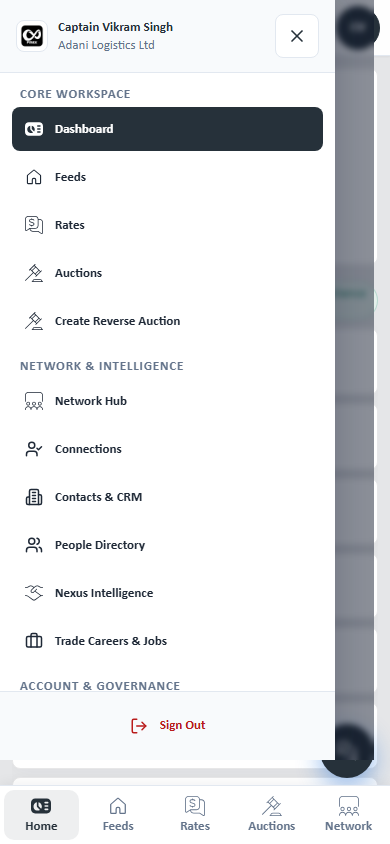 Captain Vikram Singh
Adani Logistics Ltd
CORE WORKSPACE
Dashboard
Feeds
Rates
Auctions
Create Reverse Auction
NETWORK & INTELLIGENCE
Network Hub
Connections
Contacts & CRM
People Directory
Nexus Intelligence
Trade Careers & Jobs
ACCOUNT & GOVERNANCE
Sign Out
Home
Feeds
Rates
Auctions
Network